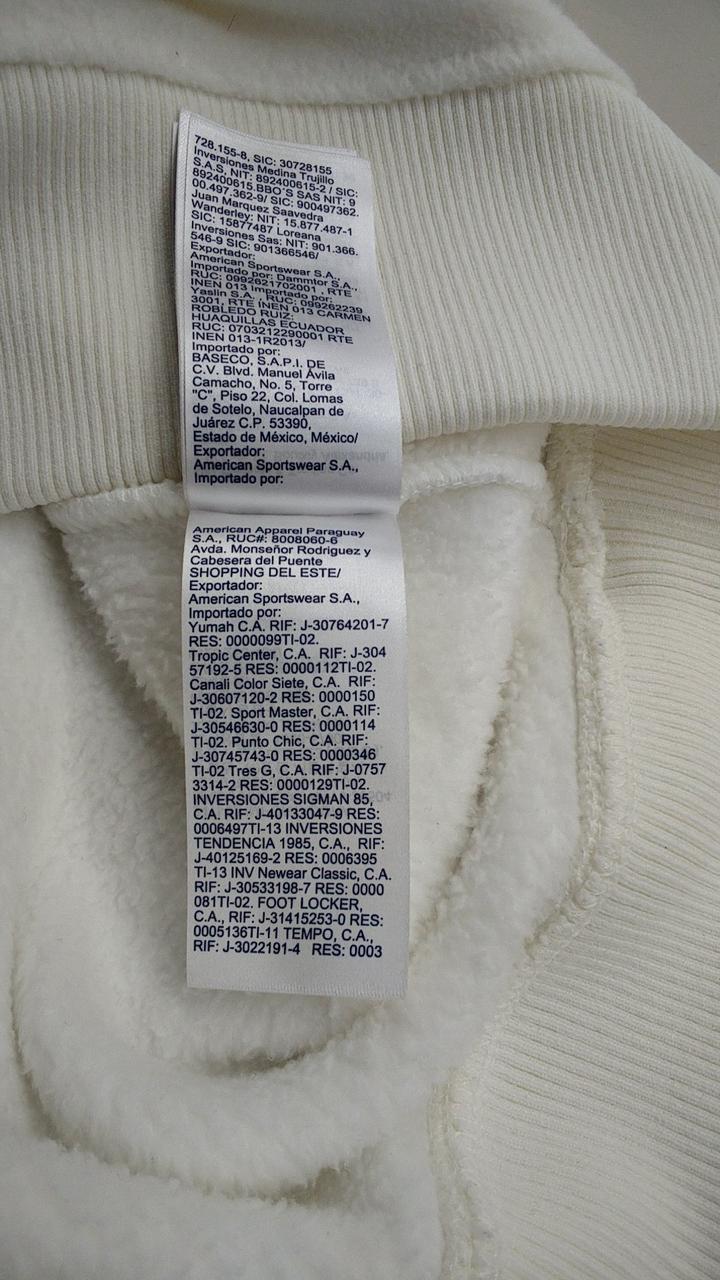 728.155-8, SIC: 30728155
Inversiones Medina Trujillo
S.A.S, NIT: 892400615-2 / SIC:
892400615.BBO'S SAS NIT: 9
00.497.362-9/ SIC: 900497362.
Juan Marquez Saavedra
Wanderley: NIT: 15.877.487-1
SIC: 15877487 Loreana
Inversiones Sas: NIT: 901.366.
546-9 SIC: 901366546/
Exportador:
American Sportswear S.A.,
Importado por: Dammtor S.A.,
RUC: 0992621702001 , RTE
INEN 013 Importado por:
Yaslin S.A. , RUC: 099262239
3001, RTE INEN 013 CARMEN
ROBLEDO RUIZ:
HUAQUILLAS ECUADOR
RUC: 0703212290001 RTE
INEN 013-1R2013/
Importado por:
BASECO, S.A.P.I. DE
C.V. Blvd. Manuel Ávila
Camacho, No. 5, Torre
"C", Piso 22, Col. Lomas
de Sotelo, Naucalpan de
Juárez C.P. 53390,
Estado de México, México/
Exportador:
American Sportswear S.A.,
Importado por:
American Apparel Paraguay
S.A., RUC#: 8008060-6
Avda. Monseñor Rodriguez y
Cabesera del Puente
SHOPPING DEL ESTE/
Exportador:
American Sportswear S.A.,
Importado por:
Yumah C.A. RIF: J-30764201-7
RES: 0000099TI-02.
Tropic Center, C.A. RIF: J-304
57192-5 RES: 0000112TI-02.
Canali Color Siete, C.A. RIF:
J-30607120-2 RES: 0000150
TI-02. Sport Master, C.A. RIF:
J-30546630-0 RES: 0000114
TI-02. Punto Chic, C.A. RIF:
J-30745743-0 RES: 0000346
TI-02 Tres G, C.A. RIF: J-0757
3314-2 RES: 0000129TI-02.
INVERSIONES SIGMAN 85,
C.A. RIF: J-40133047-9 RES:
0006497TI-13 INVERSIONES
TENDENCIA 1985, C.A., RIF:
J-40125169-2 RES: 0006395
TI-13 INV Newear Classic, C.A.
RIF: J-30533198-7 RES: 0000
081TI-02. FOOT LOCKER,
C.A., RIF: J-31415253-0 RES:
0005136TI-11 TEMPO, C.A.,
RIF: J-3022191-4 RES: 0003